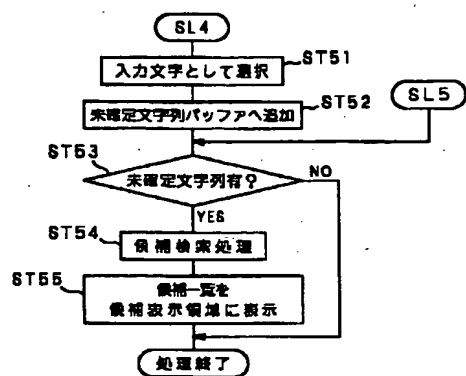 SL4
入力文字として選択
ST51
SL5
未確定文字列バッファへ追加
ST52
ST53
未確定文字列有？
NO
YES
ST54
候補検索処理
ST55
候補一覧を
候補表示領域に表示
処理終了